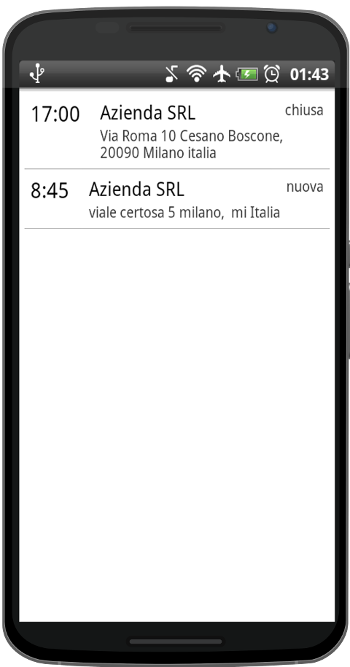 01:43
17:00 Azienda SRL chiusa
Via Roma 10 Cesano Boscone,
20090 Milano italia
8:45 Azienda SRL nuova
viale certosa 5 milano,  mi Italia